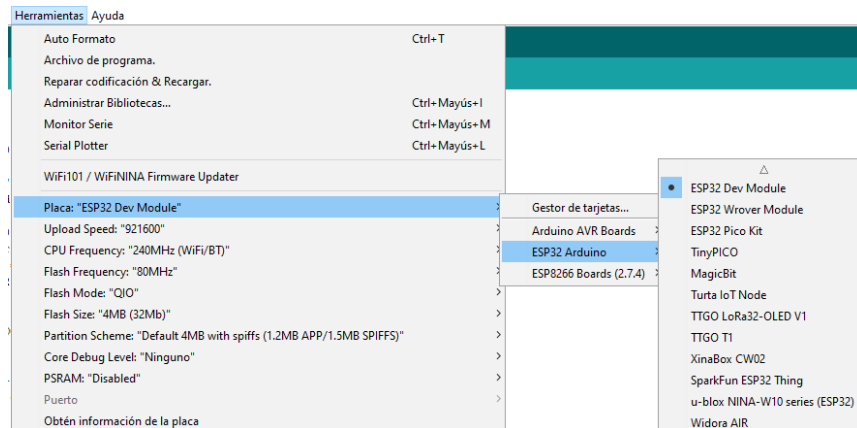 Herramientas Ayuda
Auto Formato Ctrl+T
Archivo de programa.
Reparar codificación & Recargar.
Administrar Bibliotecas... Ctrl+Mayús+I
Monitor Serie Ctrl+Mayús+M
Serial Plotter Ctrl+Mayús+L
WiFi101 / WiFiNINA Firmware Updater
Placa: "ESP32 Dev Module"
Upload Speed: "921600"
CPU Frequency: "240MHz (WiFi/BT)"
Flash Frequency: "80MHz"
Flash Mode: "QIO"
Flash Size: "4MB (32Mb)"
Partition Scheme: "Default 4MB with spiffs (1.2MB APP/1.5MB SPIFFS)"
Core Debug Level: "Ninguno"
PSRAM: "Disabled"
Puerto
Obtén información de la placa
Gestor de tarjetas...
Arduino AVR Boards
ESP32 Arduino
ESP8266 Boards (2.7.4)
ESP32 Dev Module
ESP32 Wrover Module
ESP32 Pico Kit
TinyPICO
MagicBit
Turta IoT Node
TTGO LoRa32-OLED V1
TTGO T1
XinaBox CW02
SparkFun ESP32 Thing
u-blox NINA-W10 series (ESP32)
Widora AIR